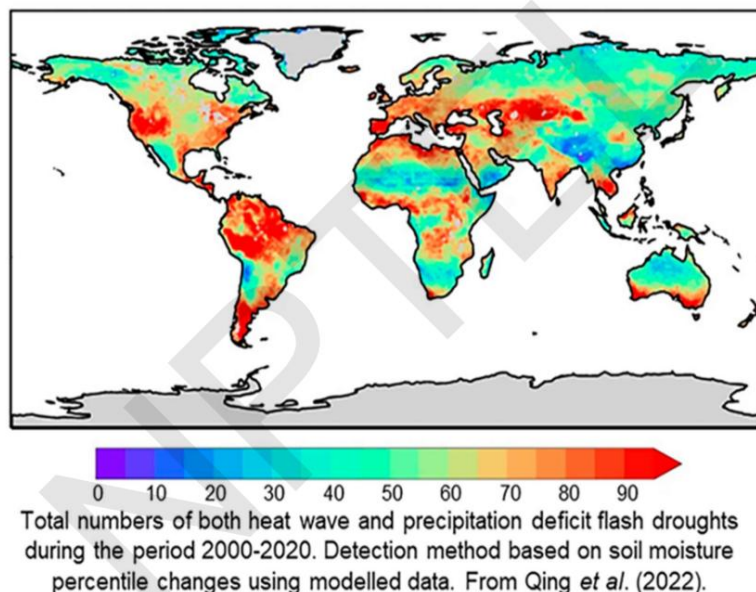 NPTEL
0 10 20 30 40 50 60 70 80 90
Total numbers of both heat wave and precipitation deficit flash droughts
during the period 2000-2020. Detection method based on soil moisture
percentile changes using modelled data. From Qing et al. (2022).